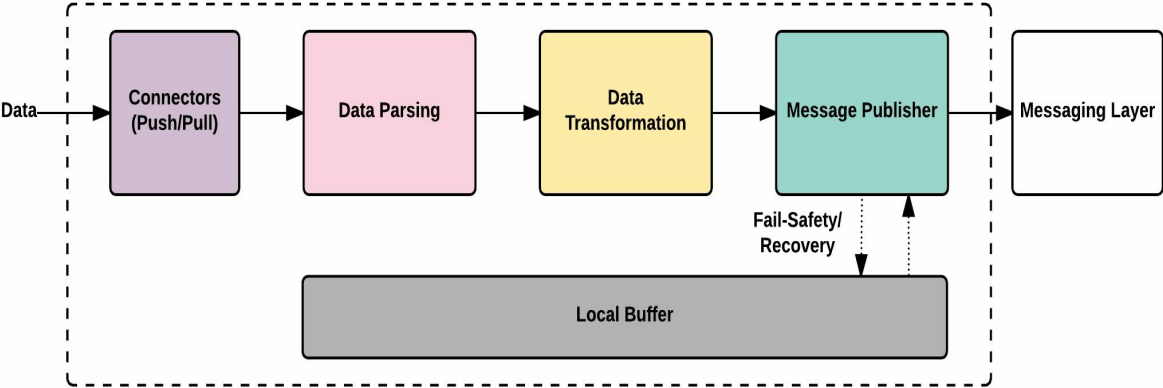 Data
Connectors
(Push/Pull)
Data Parsing
Data
Transformation
Message Publisher
Messaging Layer
Fail-Safety/
Recovery
Local Buffer